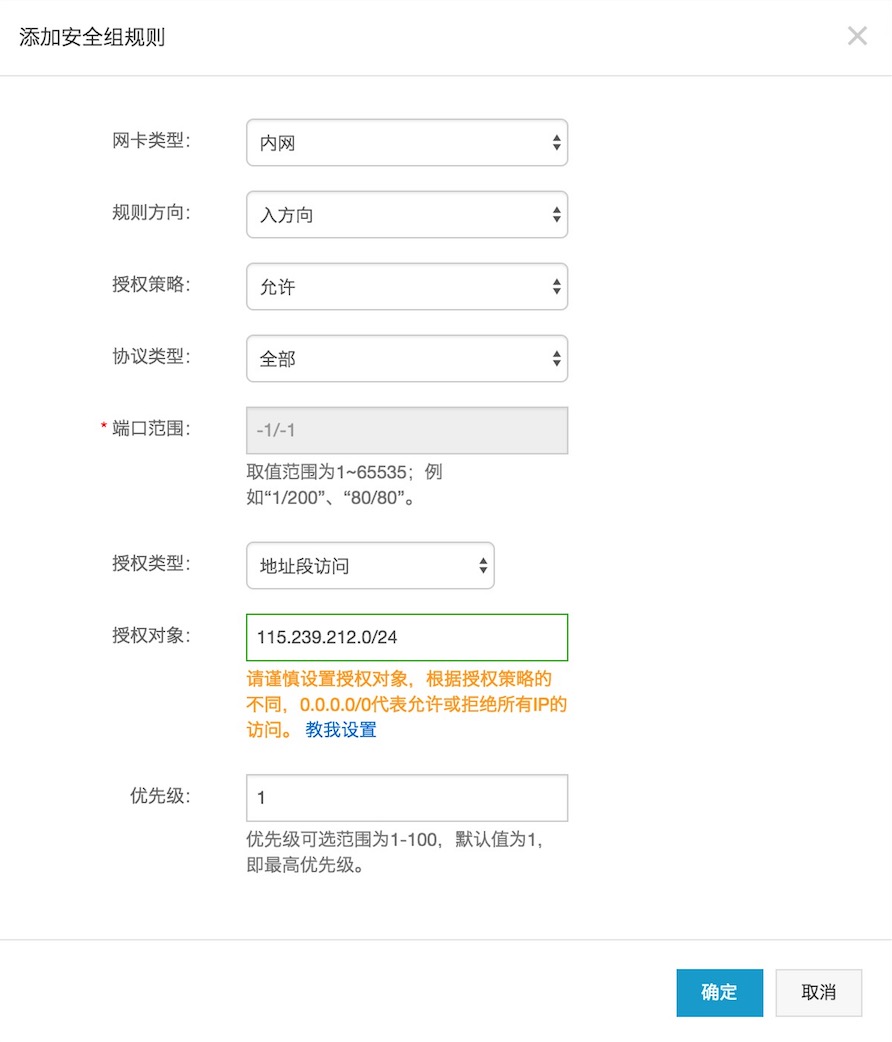 添加安全组规则
网卡类型:
内网
规则方向:
入方向
授权策略:
允许
协议类型:
全部
* 端口范围:
-1/-1
取值范围为1~65535；例
如“1/200”、“80/80”。
授权类型:
地址段访问
授权对象:
115.239.212.0/24
请谨慎设置授权对象，根据授权策略的
不同，0.0.0.0/0代表允许或拒绝所有IP的
访问。 教我设置
优先级:
1
优先级可选范围为1-100，默认值为1，
即最高优先级。
确定
取消